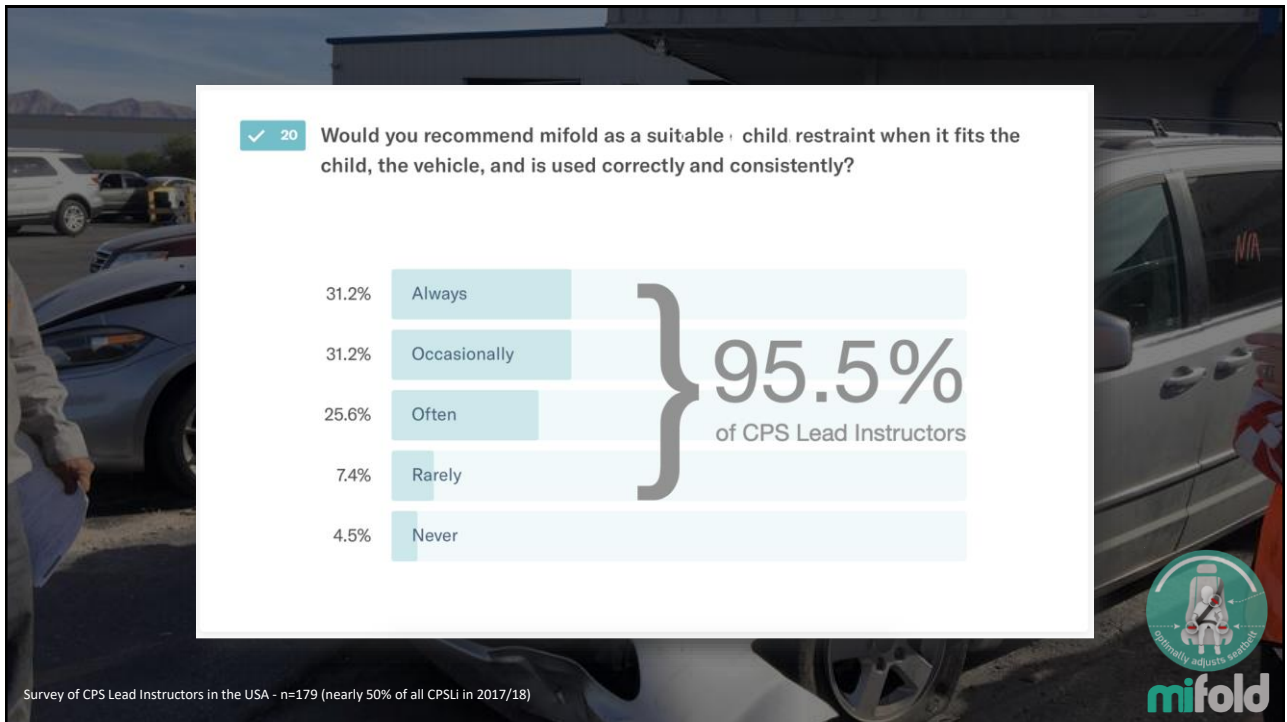 20
Would you recommend mifold as a suitable child restraint when it fits the
child, the vehicle, and is used correctly and consistently?
31.2% Always
31.2% Occasionally
25.6% Often
7.4% Rarely
4.5% Never
95.5%
of CPS Lead Instructors
N/A
optimally adjusts seatbelt
mifold
Survey of CPS Lead Instructors in the USA - n=179 (nearly 50% of all CPSLi in 2017/18)